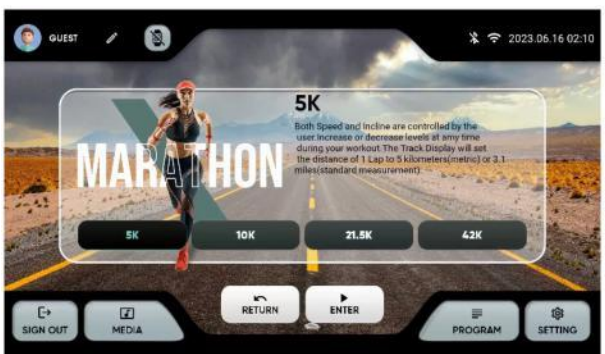 GUEST
2023.06.16 02:10
5K
Both Speed and Incline are controlled by the
user.Increase or decrease levels at amy time
during your workout.The Track Display will set
the distance of 1 Lap to 5 kilometers(metric) or 3.1
miles(standard measurement).
MARATHON
5K
10K
21.5K
42K
RETURN
ENTER
SIGN OUT
MEDIA
PROGRAM
SETTING